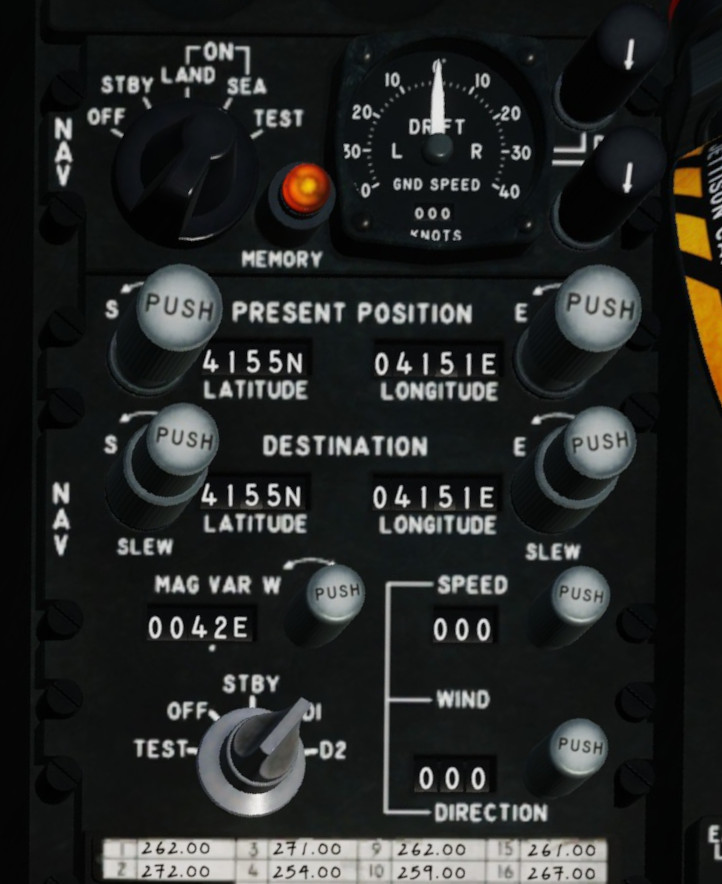 ON
STBY LAND SEA
OFF TEST
NAV
10 0 10
20 20
30 30
0 40
DRIFT
L R
GND SPEED
000
KNOTS
MEMORY
S PUSH PRESENT POSITION E PUSH
4155N 04151E
LATITUDE LONGITUDE
S PUSH DESTINATION E PUSH
4155N 04151E
LATITUDE LONGITUDE
NAV
SLEW SLEW
MAG VAR W PUSH SPEED PUSH
0042E 000
STBY WIND
OFF
TEST D2 PUSH
000
DIRECTION
1 262.00 3 271.00 9 262.00 15 261.00
2 272.00 4 254.00 10 259.00 16 267.00